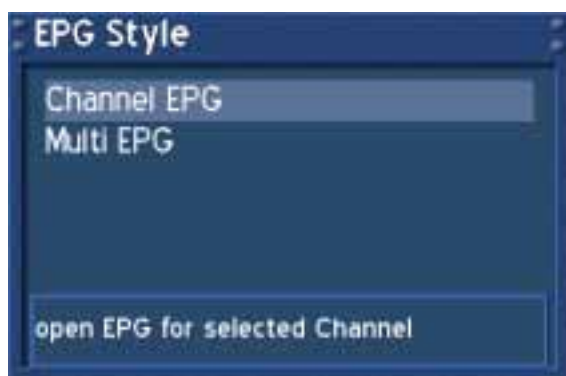 EPG Style
Channel EPG
Multi EPG
open EPG for selected Channel